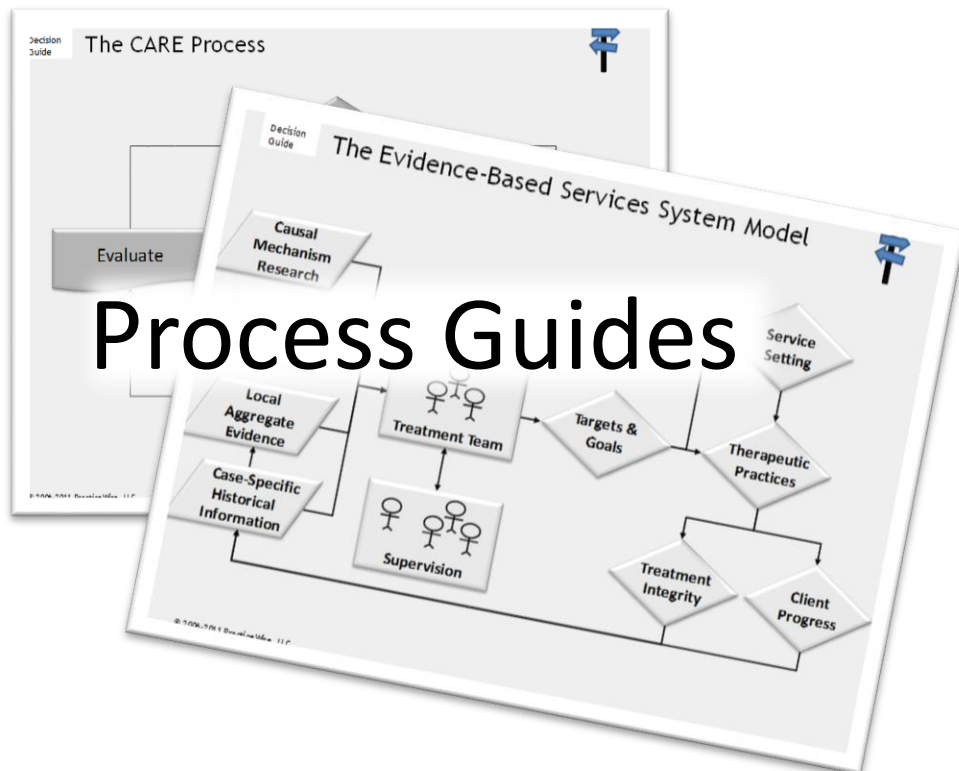 Decision
Guide
The CARE Process
Evaluate
Decision
Guide
The Evidence-Based Services System Model
Causal
Mechanism
Research
Process Guides
Service
Setting
Local
Aggregate
Evidence
Treatment Team
Targets &
Goals
Therapeutic
Practices
Case-Specific
Historical
Information
Supervision
Treatment
Integrity
Client
Progress